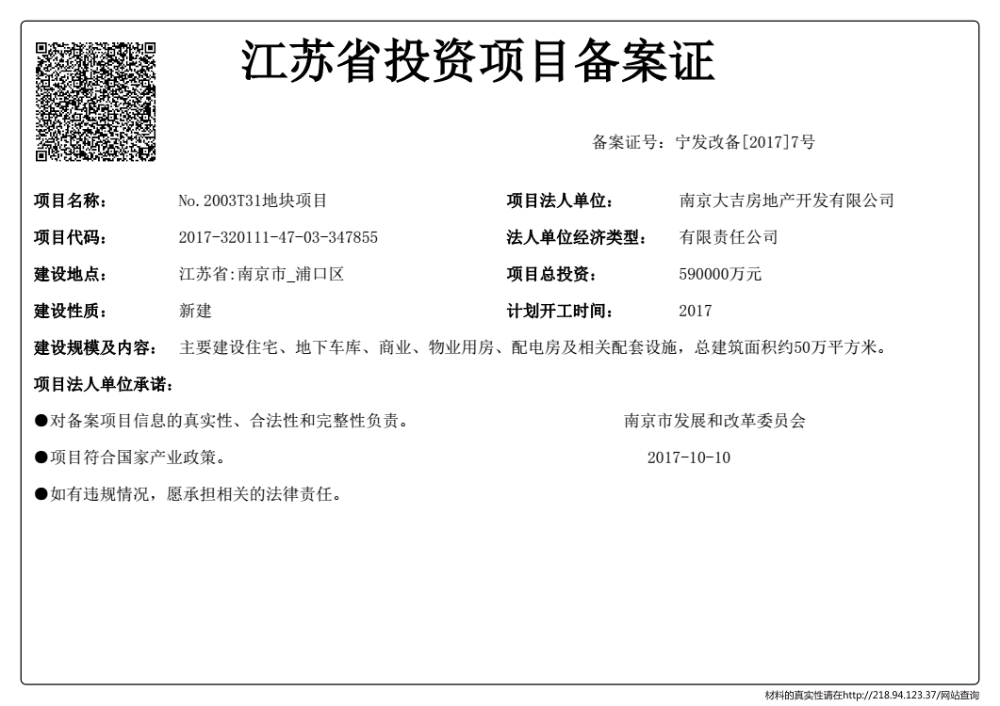 江苏省投资项目备案证
备案证号：宁发改备[2017]7号
项目名称： No.2003T31地块项目 项目法人单位： 南京大吉房地产开发有限公司
项目代码： 2017-320111-47-03-347855 法人单位经济类型： 有限责任公司
建设地点： 江苏省:南京市_浦口区 项目总投资： 590000万元
建设性质： 新建 计划开工时间： 2017
建设规模及内容： 主要建设住宅、地下车库、商业、物业用房、配电房及相关配套设施，总建筑面积约50万平方米。
项目法人单位承诺：
●对备案项目信息的真实性、合法性和完整性负责。 南京市发展和改革委员会
●项目符合国家产业政策。 2017-10-10
●如有违规情况，愿承担相关的法律责任。
材料的真实性请在http://218.94.123.37/网站查询